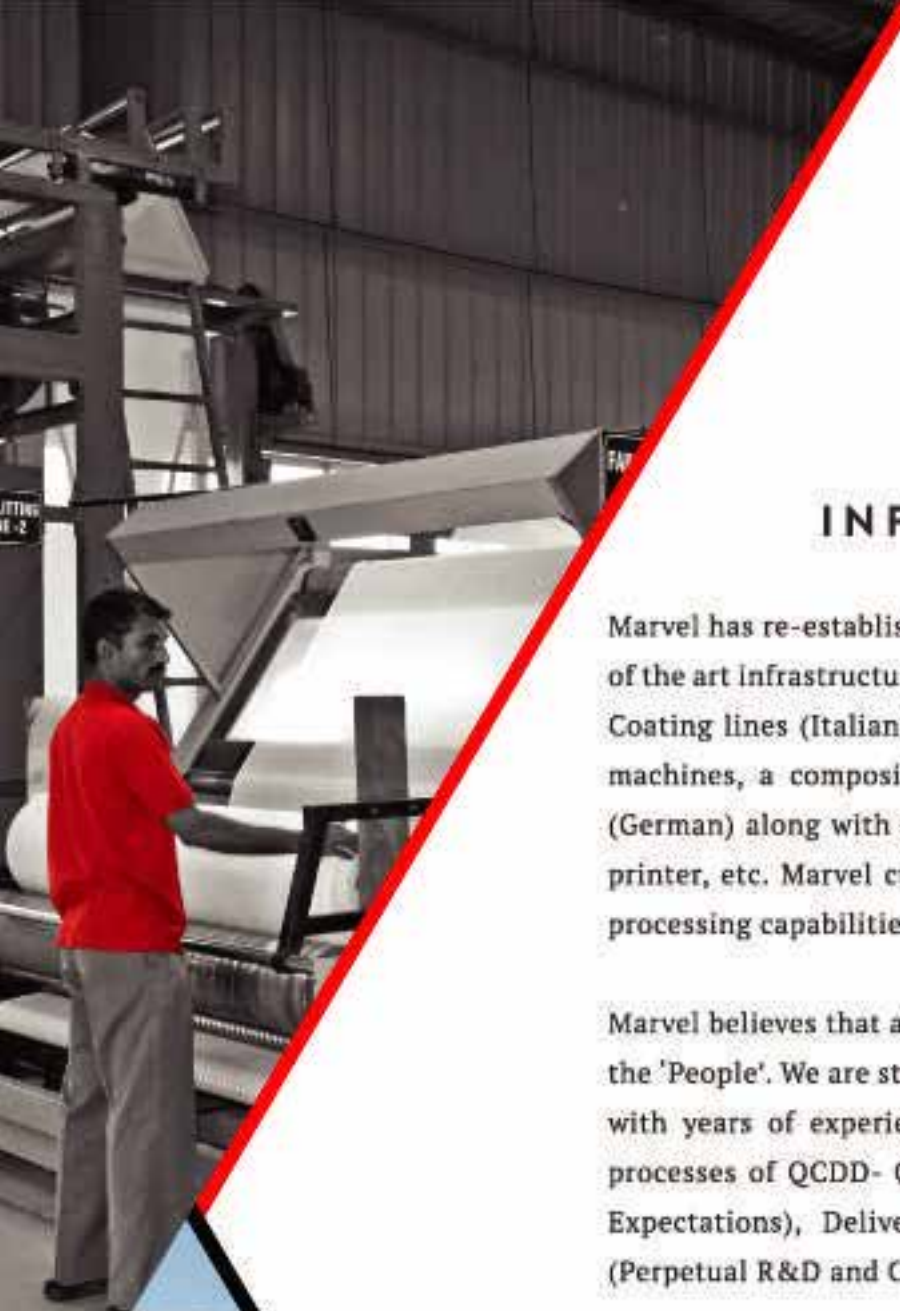 INF
Marvel has re-establis
of the art infrastructu
Coating lines (Italian
machines, a composi
(German) along with
printer, etc. Marvel cu
processing capabilitie
Marvel believes that a
the 'People'. We are st
with years of experie
processes of QCDD- Q
Expectations), Delive
(Perpetual R&D and C